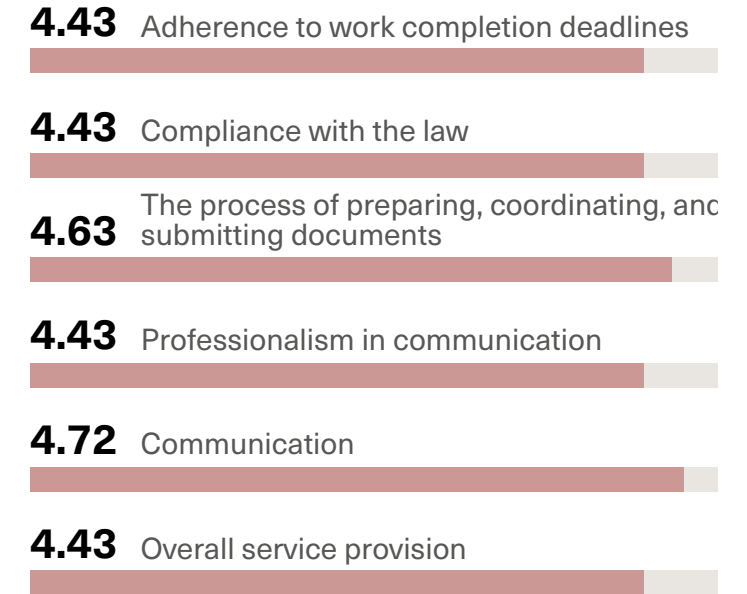 4.43 Adherence to work completion deadlines
4.43 Compliance with the law
The process of preparing, coordinating, and
4.63 submitting documents
4.43 Professionalism in communication
4.72 Communication
4.43 Overall service provision